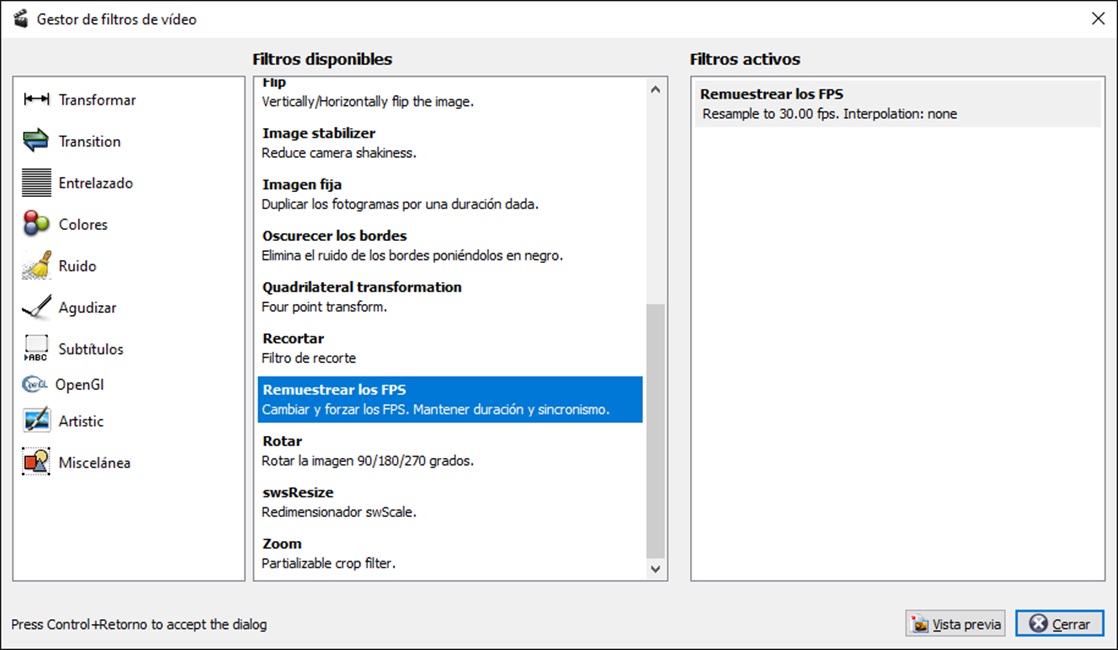 Gestor de filtros de vídeo
Filtros disponibles
Filtros activos
Transformar
Transition
Entrelazado
Colores
Ruido
Agudizar
Subtítulos
OpenGl
Artistic
Miscelánea
Flip
Vertically/Horizontally flip the image.
Image stabilizer
Reduce camera shakiness.
Imagen fija
Duplicar los fotogramas por una duración dada.
Oscurecer los bordes
Elimina el ruido de los bordes poniéndolos en negro.
Quadrilateral transformation
Four point transform.
Recortar
Filtro de recorte
Remuestrear los FPS
Cambiar y forzar los FPS. Mantener duración y sincronismo.
Rotar
Rotar la imagen 90/180/270 grados.
swsResize
Redimensionador swScale.
Zoom
Partializable crop filter.
Remuestrear los FPS
Resample to 30.00 fps. Interpolation: none
Press Control+Retorno to accept the dialog
Vista previa
Cerrar